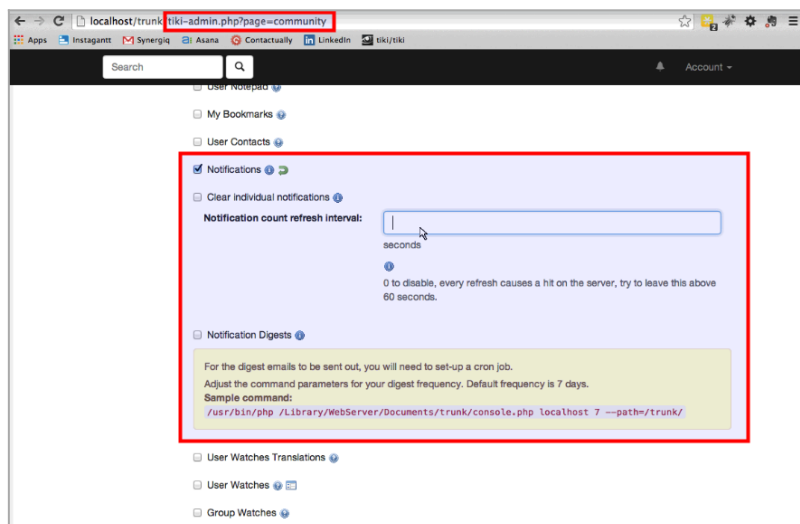 localhost/trunk/tiki-admin.php?page=community
Apps Instagantt Synergiq Asana Contactually LinkedIn tiki/tiki
2
Search Account
User Notepad
My Bookmarks
User Contacts
Notifications
Clear individual notifications
Notification count refresh interval:
seconds
0 to disable, every refresh causes a hit on the server, try to leave this above
60 seconds.
Notification Digests
For the digest emails to be sent out, you will need to set-up a cron job.
Adjust the command parameters for your digest frequency. Default frequency is 7 days.
Sample command:
/usr/bin/php /Library/WebServer/Documents/trunk/console.php localhost 7 --path=/trunk/
User Watches Translations
User Watches
Group Watches